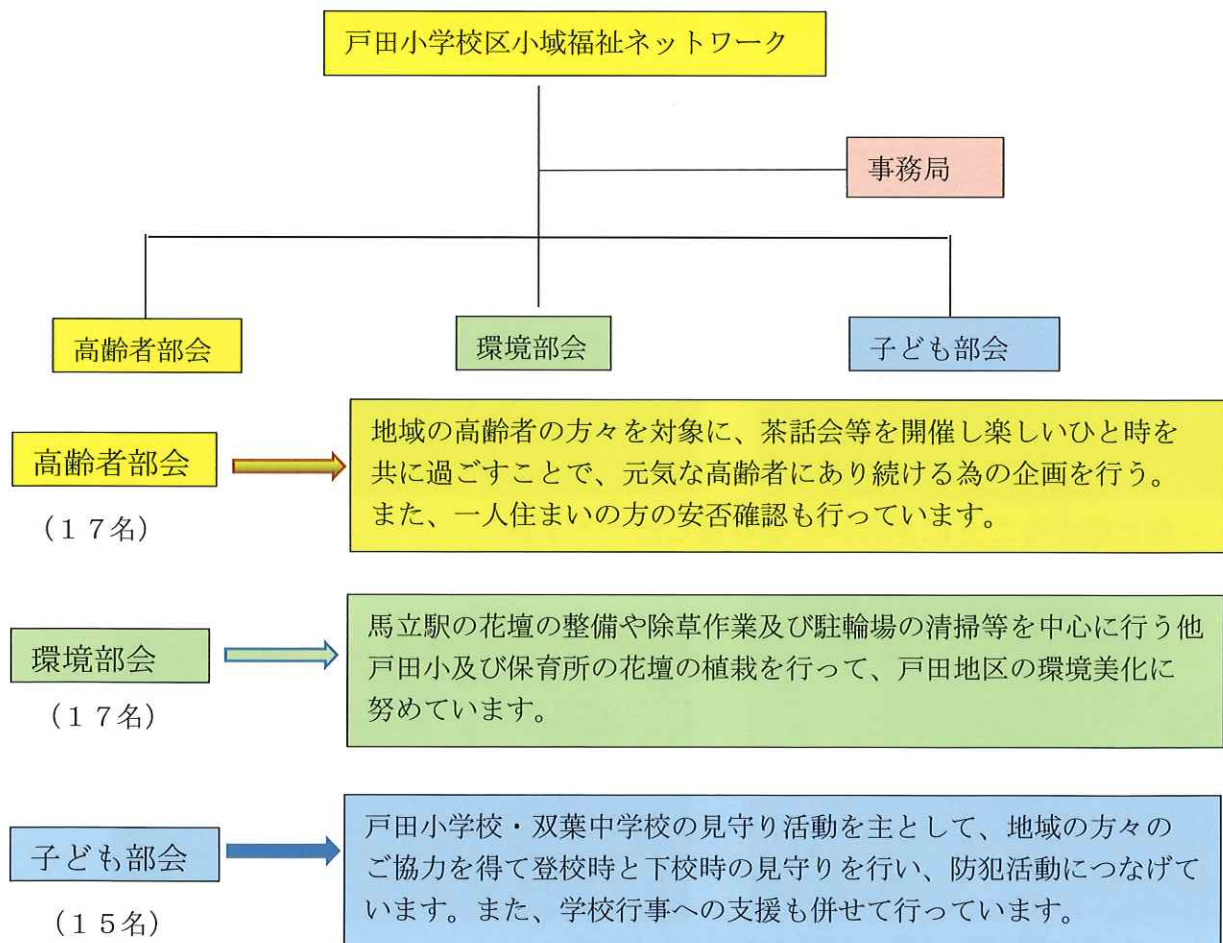 戸田小学校区小域福祉ネットワーク
事務局
高齢者部会
環境部会
子ども部会
高齢者部会
(17名)
地域の高齢者の方々を対象に、茶話会等を開催し楽しいひと時を
共に過ごすことで、元気な高齢者にあり続ける為の企画を行う。
また、一人住まいの方の安否確認も行っています。
環境部会
(17名)
馬立駅の花壇の整備や除草作業及び駐輪場の清掃等を中心に行う他
戸田小及び保育所の花壇の植栽を行って、戸田地区の環境美化に
努めています。
子ども部会
(15名)
戸田小学校・双葉中学校の見守り活動を主として、地域の方々の
ご協力を得て登校時と下校時の見守りを行い、防犯活動につなげて
います。また、学校行事への支援も併せて行っています。